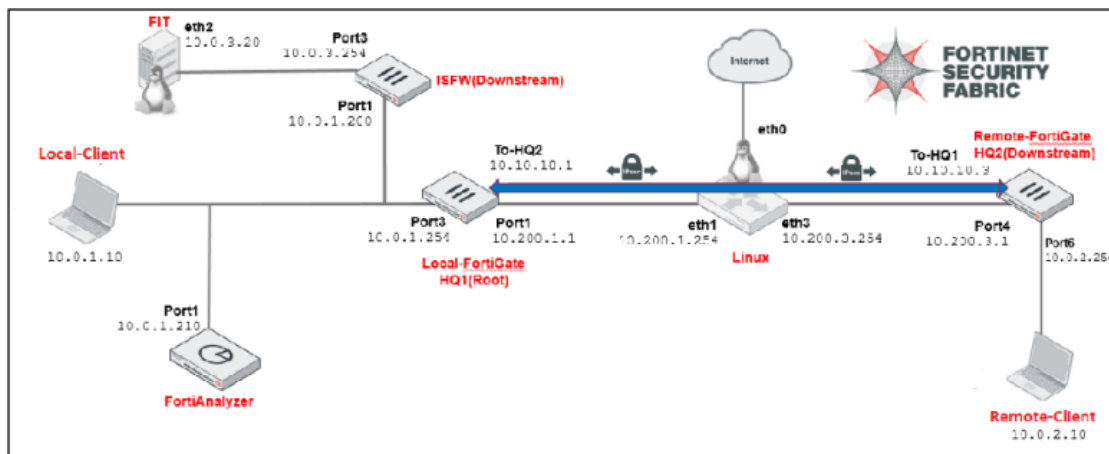 FIT
eth2
10.0.3.20
Port3
10.0.3.254
ISFW(Downstream)
Port1
10.0.1.200
Internet
FORTINET
SECURITY
FABRIC
eth0
Local-Client
10.0.1.10
To-HQ2
10.10.10.1
To-HQ1
10.10.10.3
Remote-FortiGate
HQ2(Downstream)
Port3
10.0.1.254
Port1
10.200.1.1
Local-FortiGate
HQ1(Root)
eth1
10.200.1.254
eth3
10.200.3.254
Linux
Port4
10.200.3.1
Port6
10.0.2.254
Port1
10.0.1.210
FortiAnalyzer
Remote-Client
10.0.2.10